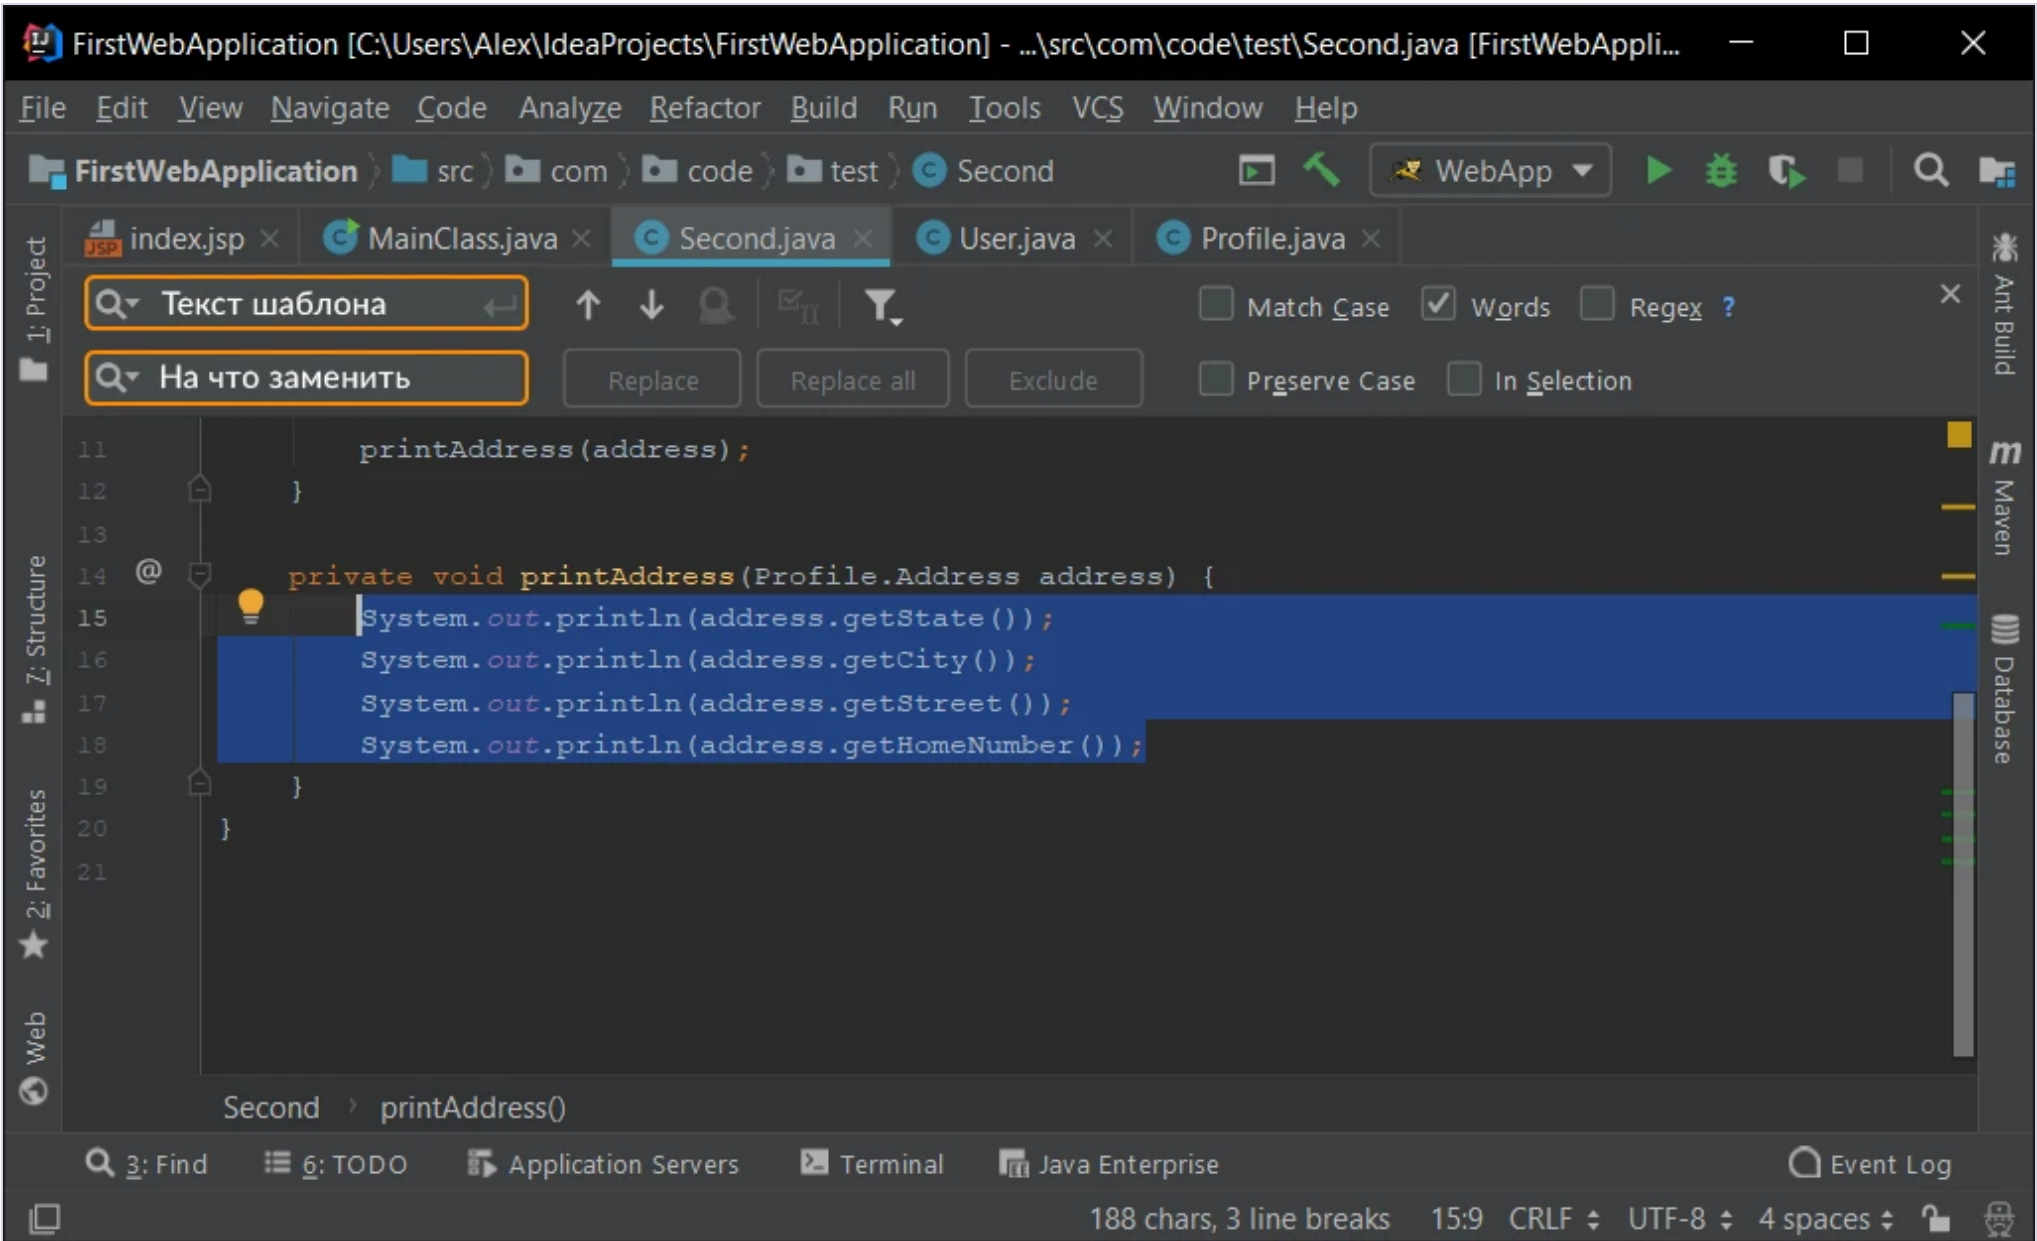 FirstWebApplication [C:\Users\Alex\IdeaProjects\FirstWebApplication] - ...\src\com\code\test\Second.java [FirstWebAppli...
File Edit View Navigate Code Analyze Refactor Build Run Tools VCS Window Help
FirstWebApplication src com code test Second WebApp
index.jsp MainClass.java Second.java User.java Profile.java
Текст шаблона Match Case Words Regex ?
На что заменить Replace Replace all Exclude Preserve Case In Selection
11 printAddress(address);
12 }
13
14 @ private void printAddress(Profile.Address address) {
15 System.out.println(address.getState());
16 System.out.println(address.getCity());
17 System.out.println(address.getStreet());
18 System.out.println(address.getHomeNumber());
19 }
20 }
21
1: Project
7: Structure
2: Favorites
Web
Ant Build
m Maven
Database
Second printAddress()
3: Find 6: TODO Application Servers Terminal Java Enterprise Event Log
188 chars, 3 line breaks 15:9 CRLF UTF-8 4 spaces